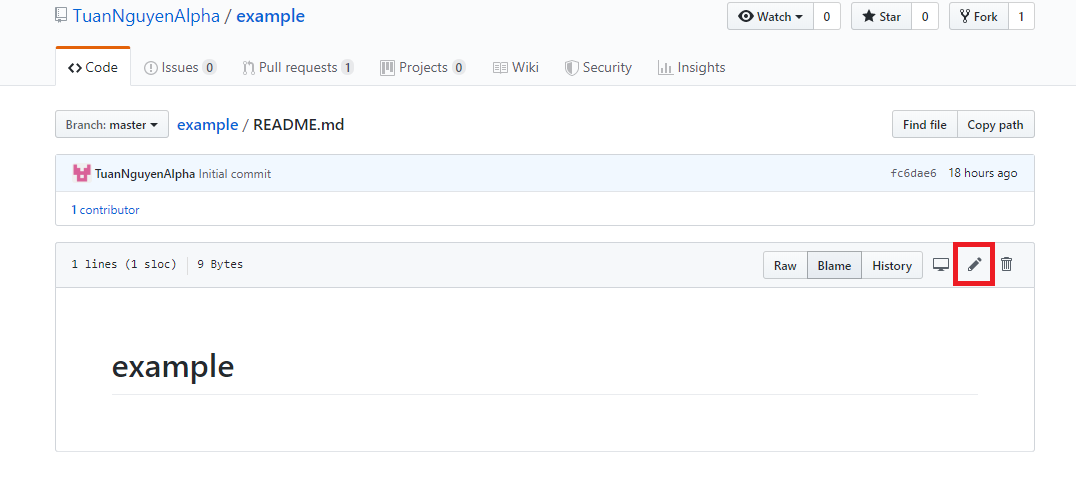 TuanNguyenAlpha / example Watch 0 Star 0 Fork 1
Code Issues 0 Pull requests 1 Projects 0 Wiki Security Insights
Branch: master example / README.md Find file Copy path
TuanNguyenAlpha Initial commit fc6dae6 18 hours ago
1 contributor
1 lines (1 sloc) 9 Bytes Raw Blame History
example